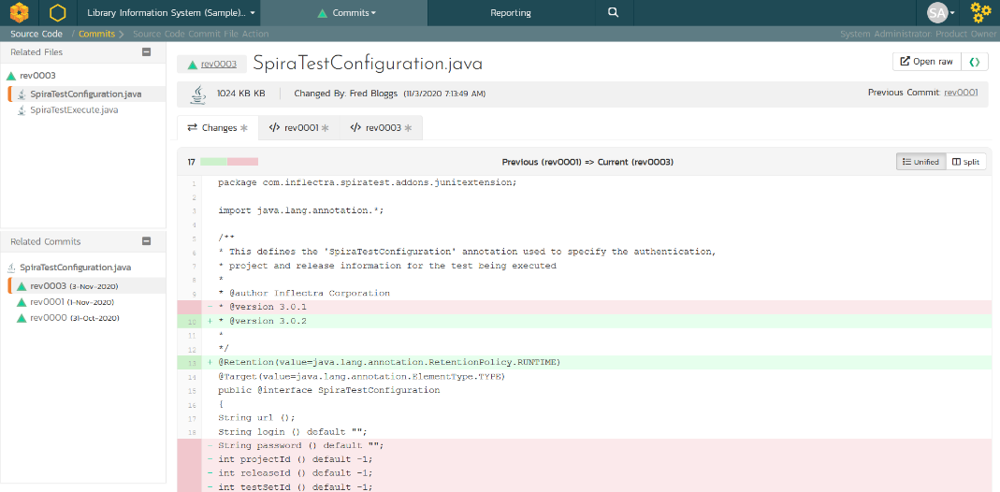 Library Information System (Sample)... Commits Reporting SA
Source Code / Commits Source Code Commit File Action System Administrator: Product Owner
Related Files
rev0003
SpiraTestConfiguration.java
SpiraTestExecute.java
Related Commits
SpiraTestConfiguration.java
rev0003 (3-Nov-2020)
rev0001 (1-Nov-2020)
rev0000 (31-Oct-2020)
rev0003 SpiraTestConfiguration.java Open raw
1024 KB KB Changed By: Fred Bloggs (11/3/2020 7:13:49 AM) Previous Commit: rev0001
Changes * </> rev0001 * </> rev0003 *
17 Previous (rev0001) => Current (rev0003) Unified Split
1 package com.inflectra.spiratest.addons.junitextension;
2
3 import java.lang.annotation.*;
4
5 /**
6 * This defines the 'SpiraTestConfiguration' annotation used to specify the authentication,
7 * project and release information for the test being executed
8 *
9 * @author Inflectra Corporation
- * @version 3.0.1
10 + * @version 3.0.2
11 *
12 */
13 + @Retention(value=java.lang.annotation.RetentionPolicy.RUNTIME)
14 @Target(value=java.lang.annotation.ElementType.TYPE)
15 public @interface SpiraTestConfiguration
16 {
17 String url ();
18 String login () default "";
- String password () default "";
- int projectId () default -1;
- int releaseId () default -1;
- int testSetId () default -1;